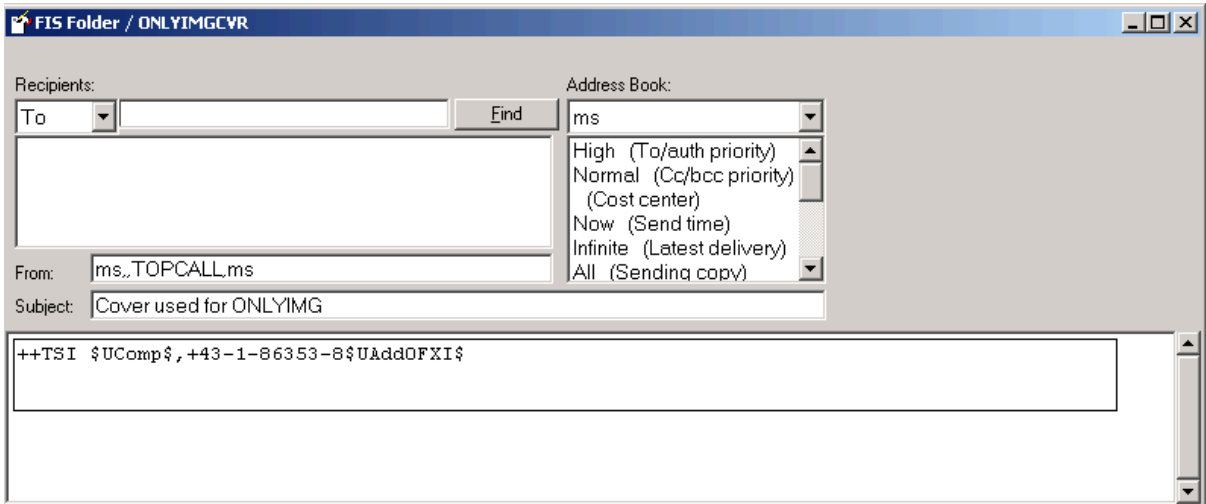 FIS Folder / ONLYIMGCVR
Recipients:
Address Book:
To
Find
ms
High (To/auth priority)
Normal (Cc/bcc priority)
(Cost center)
Now (Send time)
Infinite (Latest delivery)
All (Sending copy)
From:
ms,,TOPCALL,ms
Subject:
Cover used for ONLYIMG
++TSI $UComp$,+43-1-86353-8$UAddOFXI$